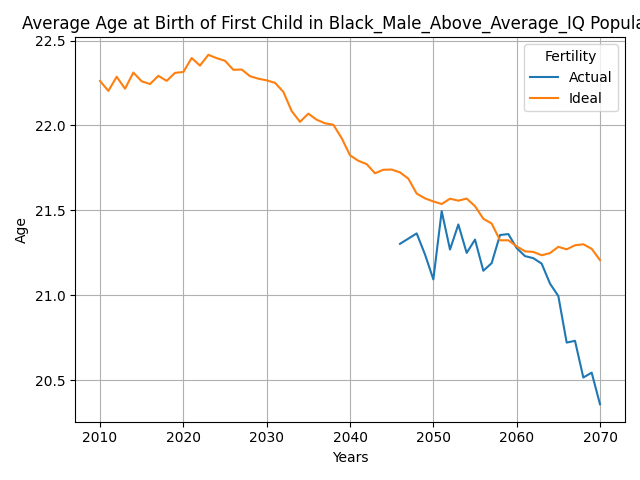 Average Age at Birth of First Child in Black_Male_Above_Average_IQ Popula
22.5
22.0
21.5
21.0
20.5
Age
Fertility
Actual
Ideal
2010 2020 2030 2040 2050 2060 2070
Years